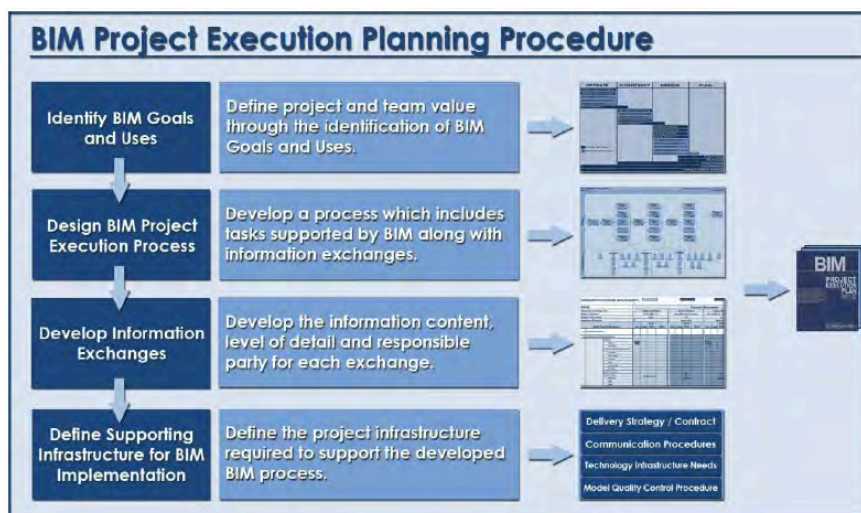 BIM Project Execution Planning Procedure
Identify BIM Goals
and Uses
Define project and team value
through the identification of BIM
Goals and Uses.
Design BIM Project
Execution Process
Develop a process which includes
tasks supported by BIM along with
information exchanges.
Develop Information
Exchanges
Develop the information content,
level of detail and responsible
party for each exchange.
Define Supporting
Infrastructure for BIM
Implementation
Define the project infrastructure
required to support the developed
BIM process.
Delivery Strategy / Contract
Communication Procedures
Technology Infrastructure Needs
Model Quality Control Procedure
BIM
PROJECT
EXECUTION
PLAN